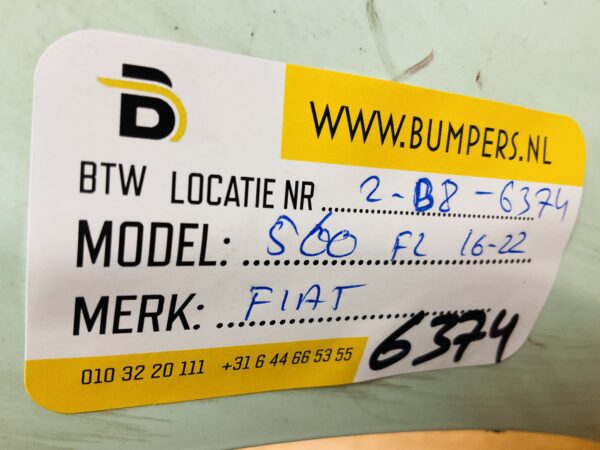 B
WWW.BUMPERS.NL
BTW LOCATIE NR 2-B8-6374
MODEL: 500 FL 16-22
MERK: FIAT
010 32 20 111 +31 6 44 66 53 55
6374